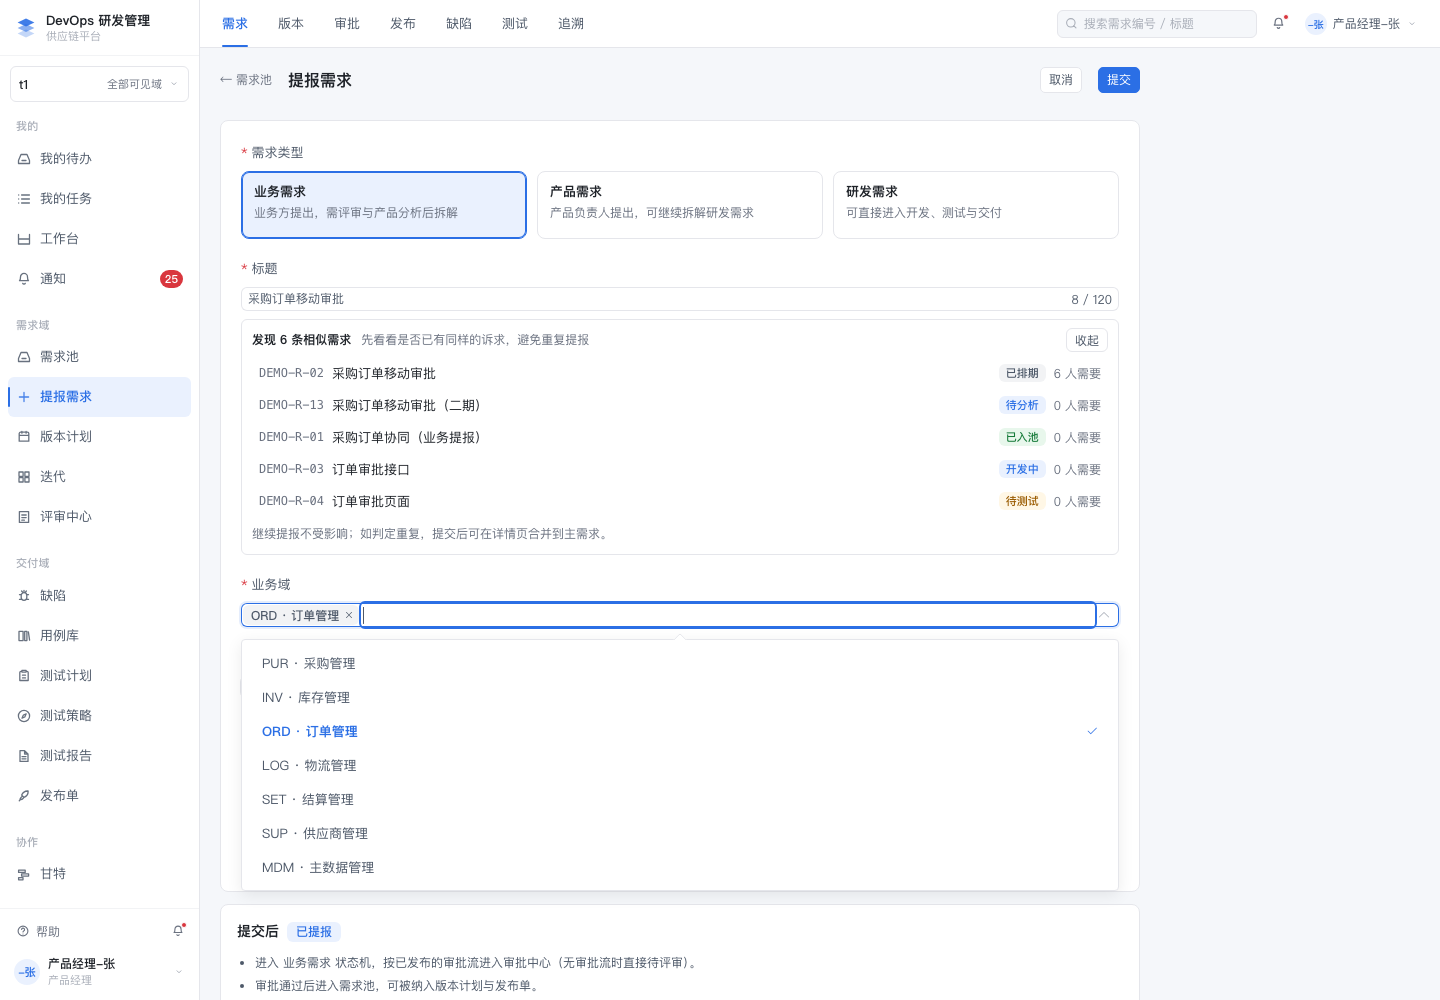 DevOps 研发管理
供应链平台
t1 全部可见域
我的
我的待办
我的任务
工作台
通知 25
需求域
需求池
提报需求
版本计划
迭代
评审中心
交付域
缺陷
用例库
测试计划
测试策略
测试报告
发布单
协作
甘特
帮助
-张 产品经理-张
产品经理
需求 版本 审批 发布 缺陷 测试 追溯
搜索需求编号 / 标题
-张 产品经理-张
← 需求池 提报需求 取消 提交
* 需求类型
业务需求
业务方提出，需评审与产品分析后拆解
产品需求
产品负责人提出，可继续拆解研发需求
研发需求
可直接进入开发、测试与交付
* 标题
采购订单移动审批 8 / 120
发现 6 条相似需求 先看看是否已有同样的诉求，避免重复提报 收起
DEMO-R-02 采购订单移动审批 已排期 6 人需要
DEMO-R-13 采购订单移动审批（二期） 待分析 0 人需要
DEMO-R-01 采购订单协同（业务提报） 已入池 0 人需要
DEMO-R-03 订单审批接口 开发中 0 人需要
DEMO-R-04 订单审批页面 待测试 0 人需要
继续提报不受影响；如判定重复，提交后可在详情页合并到主需求。
* 业务域
ORD · 订单管理 ×
PUR · 采购管理
INV · 库存管理
ORD · 订单管理
LOG · 物流管理
SET · 结算管理
SUP · 供应商管理
MDM · 主数据管理
提交后 已提报
• 进入 业务需求 状态机，按已发布的审批流进入审批中心（无审批流时直接待评审）。
• 审批通过后进入需求池，可被纳入版本计划与发布单。